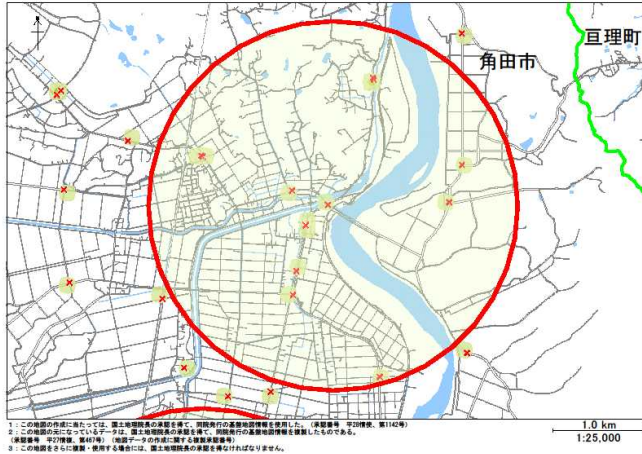 亘理町
角田市
1：この地図の作成に当たっては、国土地理院長の承認を得て、同院発行の基盤地図情報を使用した。（承認番号　平28情使、第1142号）
2：この地図の元になっているデータは、国土地理院長の承認を得て、同院発行の基盤地図情報を複製したものである。
（承認番号　平27情複、第467号）（地図データの作成に関する複製承認番号）
3：この地図をさらに複製・使用する場合には、国土地理院長の承認を得なければなりません。
1.0 km
1:25,000